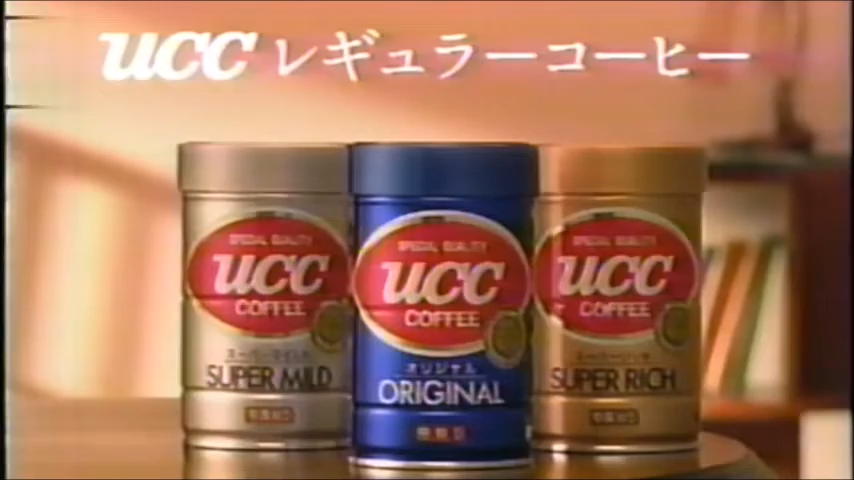 UCC レギュラーコーヒー
SPECIAL QUALITY
UCC
COFFEE
SUPER MILD
SPECIAL QUALITY
UCC
COFFEE
オリジナル
ORIGINAL
SPECIAL QUALITY
UCC
COFFEE
SUPER RICH